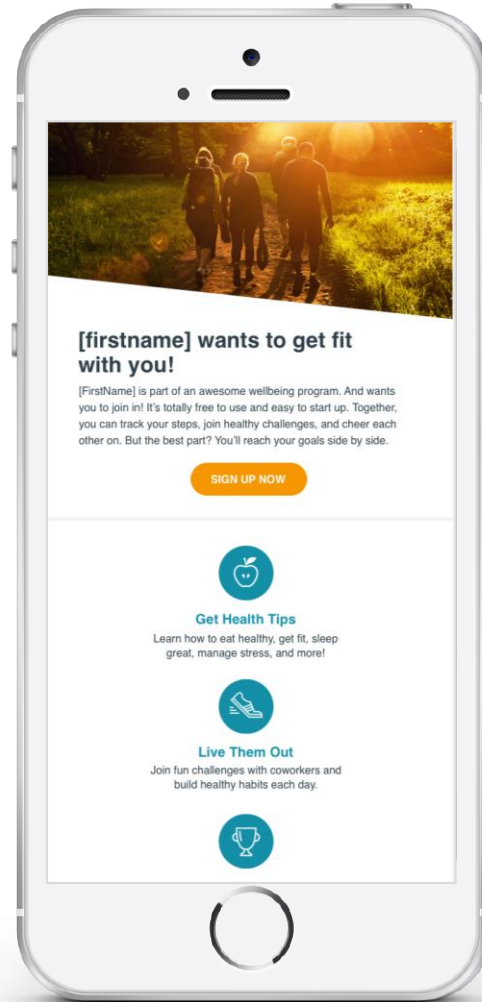 [firstname] wants to get fit
with you!
[FirstName] is part of an awesome wellbeing program. And wants
you to join in! It's totally free to use and easy to start up. Together,
you can track your steps, join healthy challenges, and cheer each
other on. But the best part? You'll reach your goals side by side.
SIGN UP NOW
Get Health Tips
Learn how to eat healthy, get fit, sleep
great, manage stress, and more!
Live Them Out
Join fun challenges with coworkers and
build healthy habits each day.